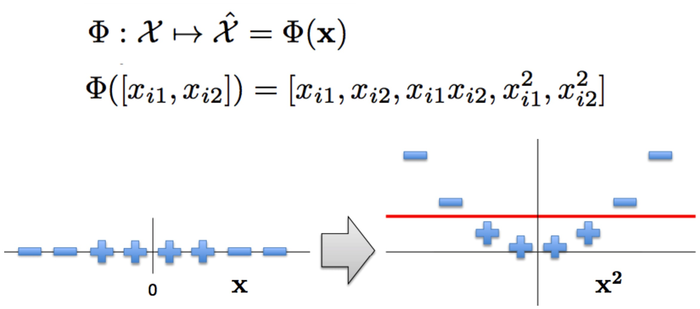 Φ : 𝒳 ↦ 𝒳̂ = Φ(𝐱)
Φ([x_{i1}, x_{i2}]) = [x_{i1}, x_{i2}, x_{i1}x_{i2}, x_{i1}^2, x_{i2}^2]
0
𝐱
𝐱²